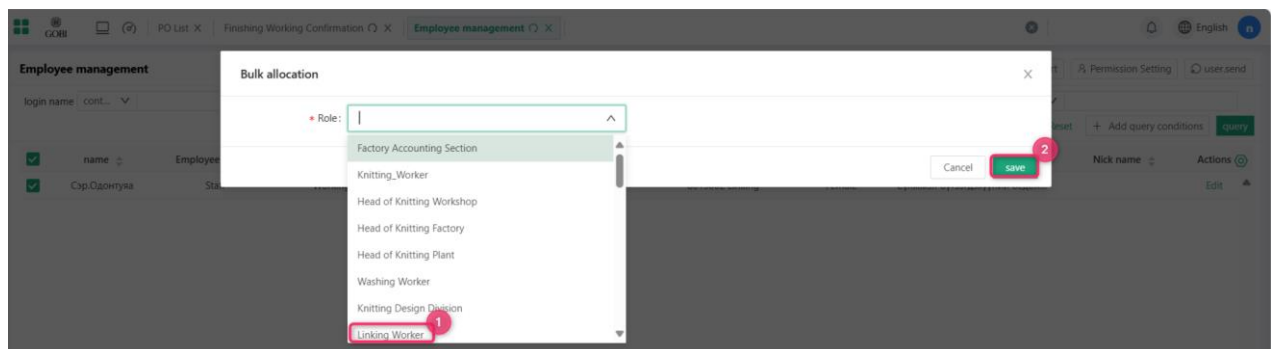 GOBI PO List X Finishing Working Confirmation X Employee management X English n
Employee management Bulk allocation X Permission Setting user.send
login name cont... * Role:
+ Add query conditions query
Factory Accounting Section
2
name Employee Cancel save Nick name Actions
Knitting_Worker
Сэр.Одонтуяа Edit
Head of Knitting Workshop
Head of Knitting Factory
Head of Knitting Plant
Washing Worker
Knitting Design Division
1
Linking Worker